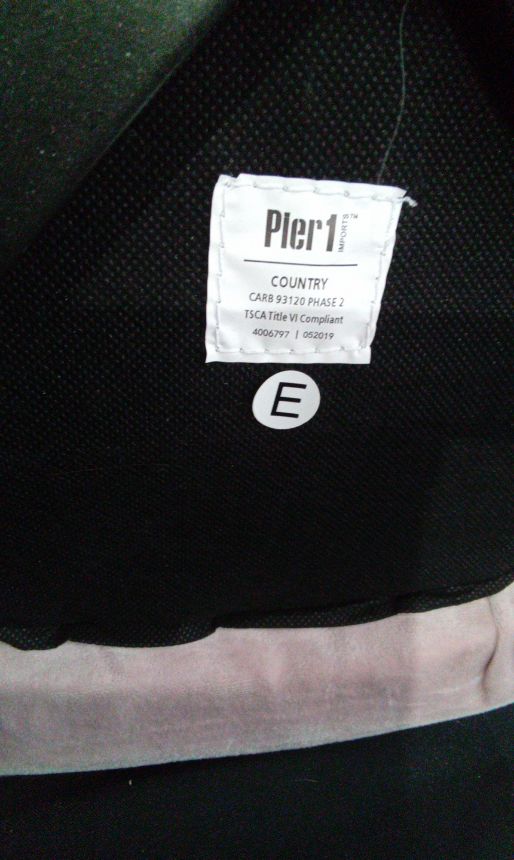 Pier1
IMPORTS™
COUNTRY
CARB 93120 PHASE 2
TSCA Title VI Compliant
4006797 | 052019
E